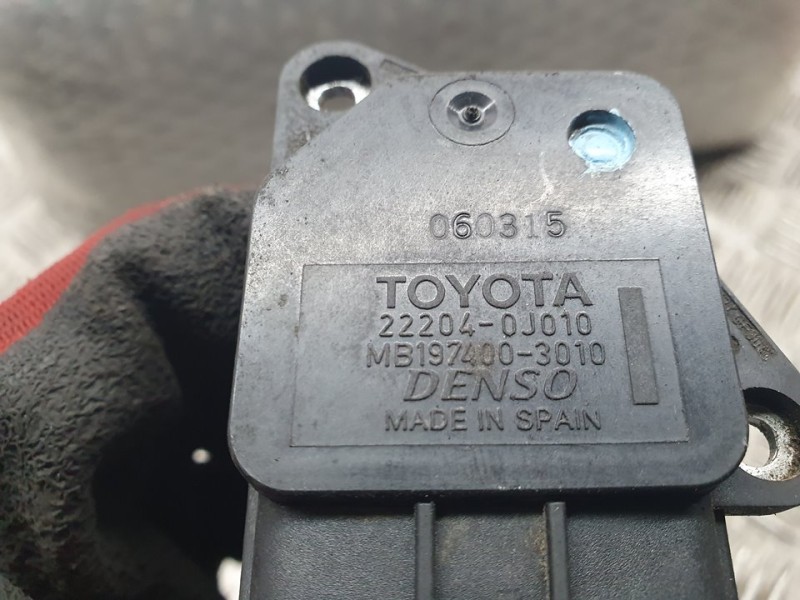 060315
TOYOTA
22204-0J010
MB197400-3010
DENSO
MADE IN SPAIN